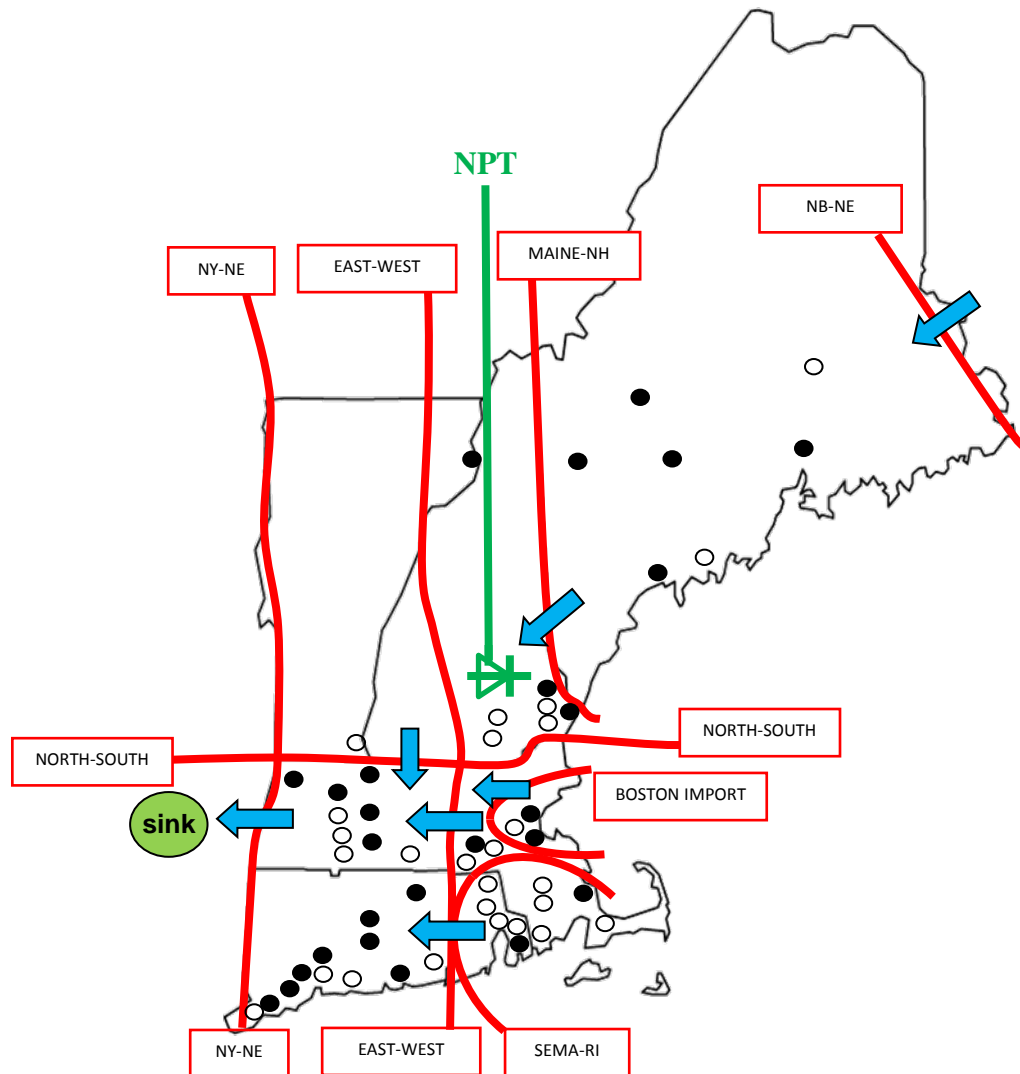 NPT
NB-NE
NY-NE
EAST-WEST
MAINE-NH
NORTH-SOUTH
NORTH-SOUTH
BOSTON IMPORT
sink
NY-NE
EAST-WEST
SEMA-RI